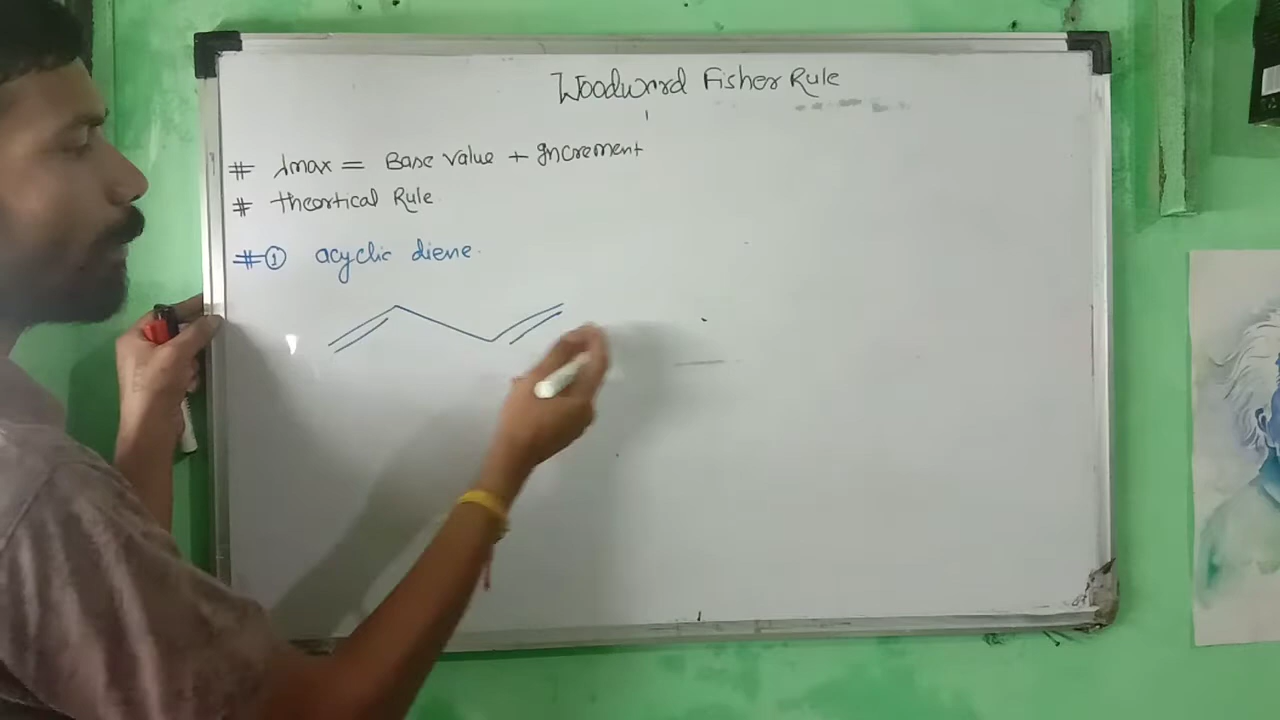 Woodward Fisher Rule
# λmax = Base Value + Increment
# theortical Rule
# ① acyclic diene.